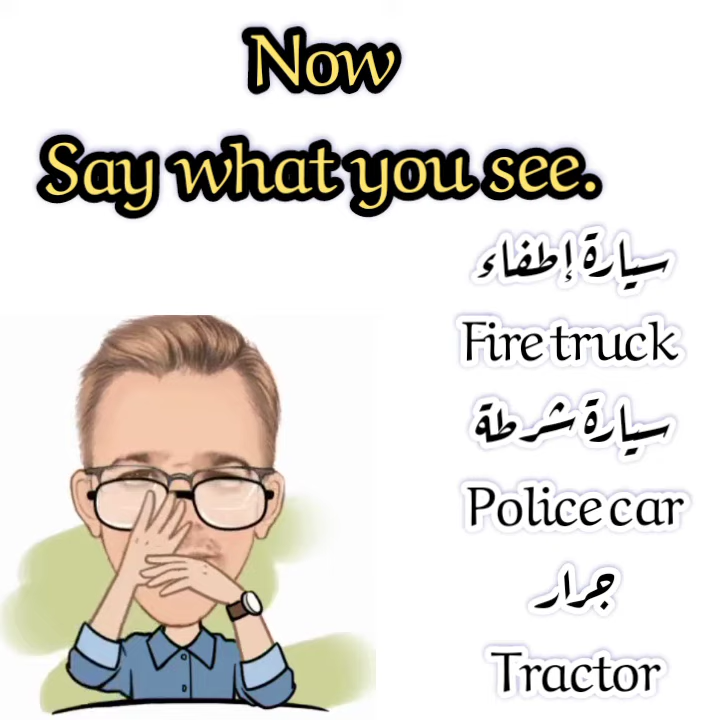 Now
Say what you see.
سيارة إطفاء
Fire truck
سيارة شرطة
Police car
جرار
Tractor